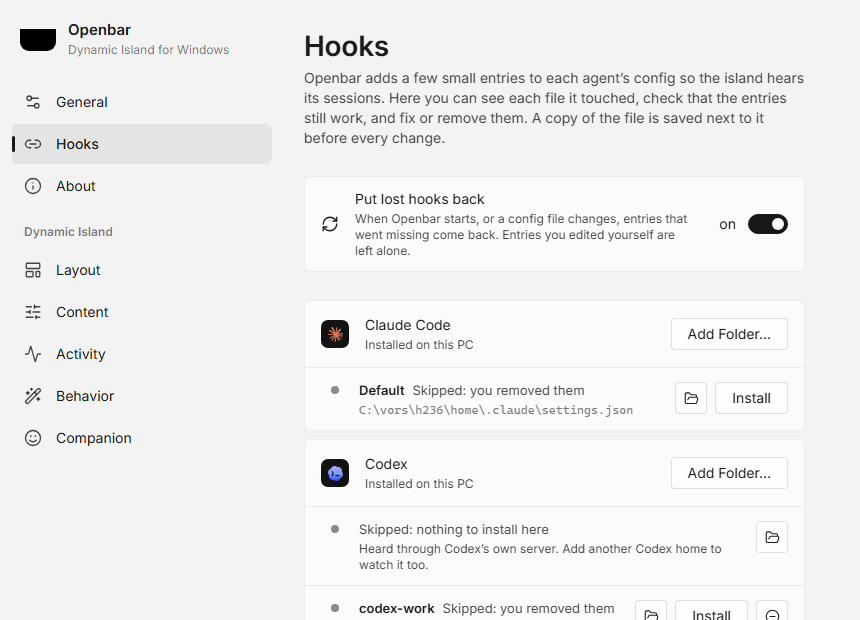 Openbar
Dynamic Island for Windows
General
Hooks
About
Dynamic Island
Layout
Content
Activity
Behavior
Companion
Hooks
Openbar adds a few small entries to each agent’s config so the island hears
its sessions. Here you can see each file it touched, check that the entries
still work, and fix or remove them. A copy of the file is saved next to it
before every change.
Put lost hooks back
When Openbar starts, or a config file changes, entries that
went missing come back. Entries you edited yourself are
left alone.
on
Claude Code
Installed on this PC
Add Folder...
Default Skipped: you removed them
C:\vors\h236\home\.claude\settings.json
Install
Codex
Installed on this PC
Add Folder...
Skipped: nothing to install here
Heard through Codex’s own server. Add another Codex home to
watch it too.
codex-work Skipped: you removed them
Install